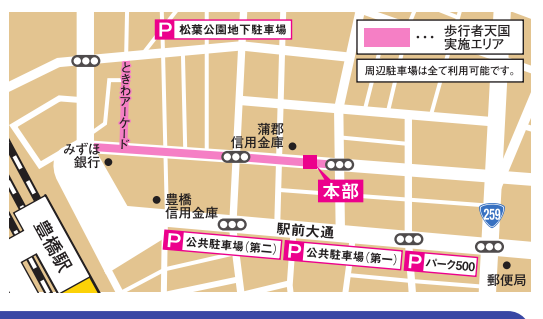 P 松葉公園地下駐車場
・・・ 歩行者天国
実施エリア
周辺駐車場は全て利用可能です。
ときわアーケード
蒲郡
信用金庫
みずほ
銀行
本部
豊橋
信用金庫
259
豊橋駅
駅前大通
P 公共駐車場(第二)
P 公共駐車場(第一)
P パーク500
郵便局